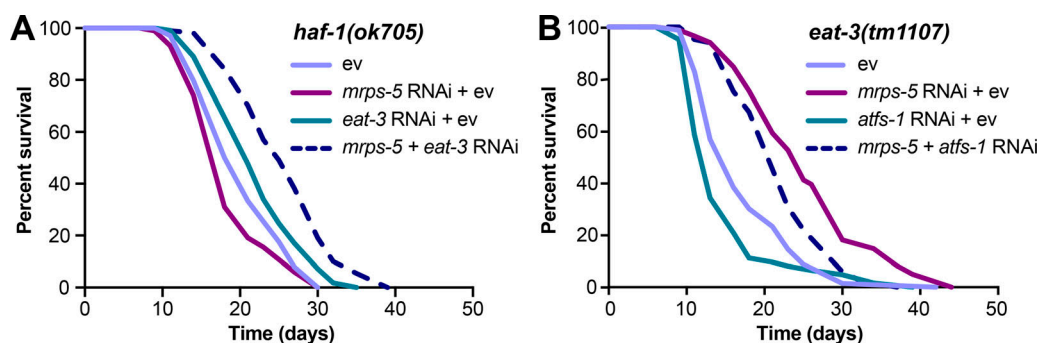 A
haf-1(ok705)
ev
mrps-5 RNAi + ev
eat-3 RNAi + ev
mrps-5 + eat-3 RNAi
Percent survival
100
80
60
40
20
0
0 10 20 30 40 50
Time (days)
B
eat-3(tm1107)
ev
mrps-5 RNAi + ev
atfs-1 RNAi + ev
mrps-5 + atfs-1 RNAi
Percent survival
100
80
60
40
20
0
0 10 20 30 40 50
Time (days)